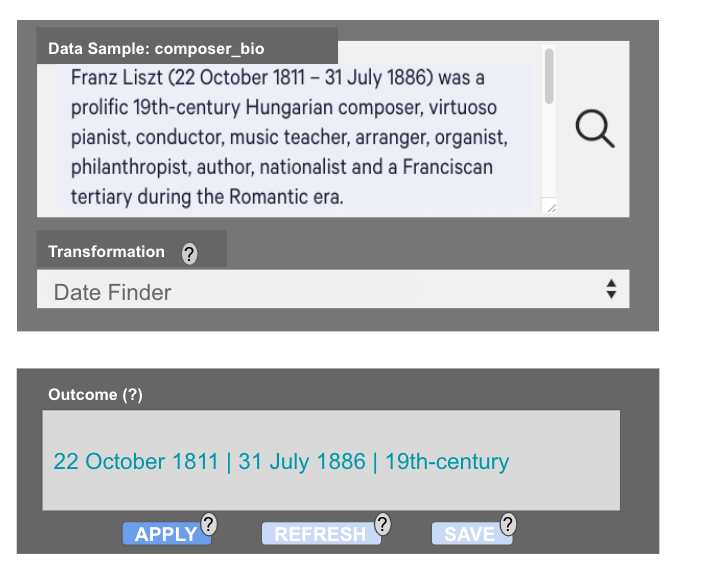 Data Sample: composer_bio
Franz Liszt (22 October 1811 – 31 July 1886) was a
prolific 19th-century Hungarian composer, virtuoso
pianist, conductor, music teacher, arranger, organist,
philanthropist, author, nationalist and a Franciscan
tertiary during the Romantic era.
Transformation ?
Date Finder
Outcome (?)
22 October 1811 | 31 July 1886 | 19th-century
APPLY ? REFRESH ? SAVE ?